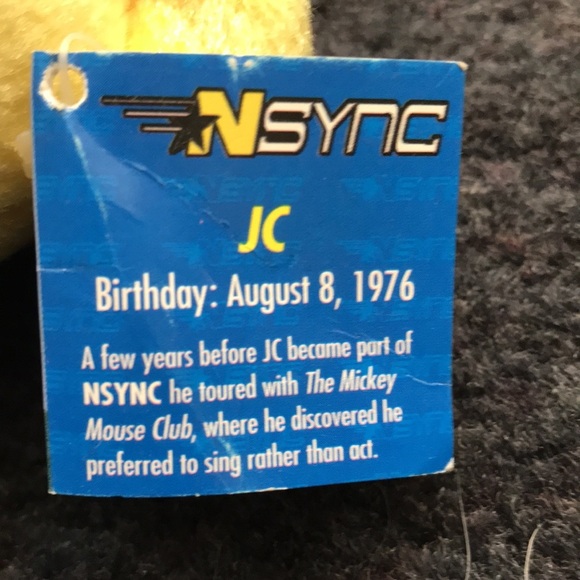 NSYNC
JC
Birthday: August 8, 1976
A few years before JC became part of
NSYNC he toured with The Mickey
Mouse Club, where he discovered he
preferred to sing rather than act.